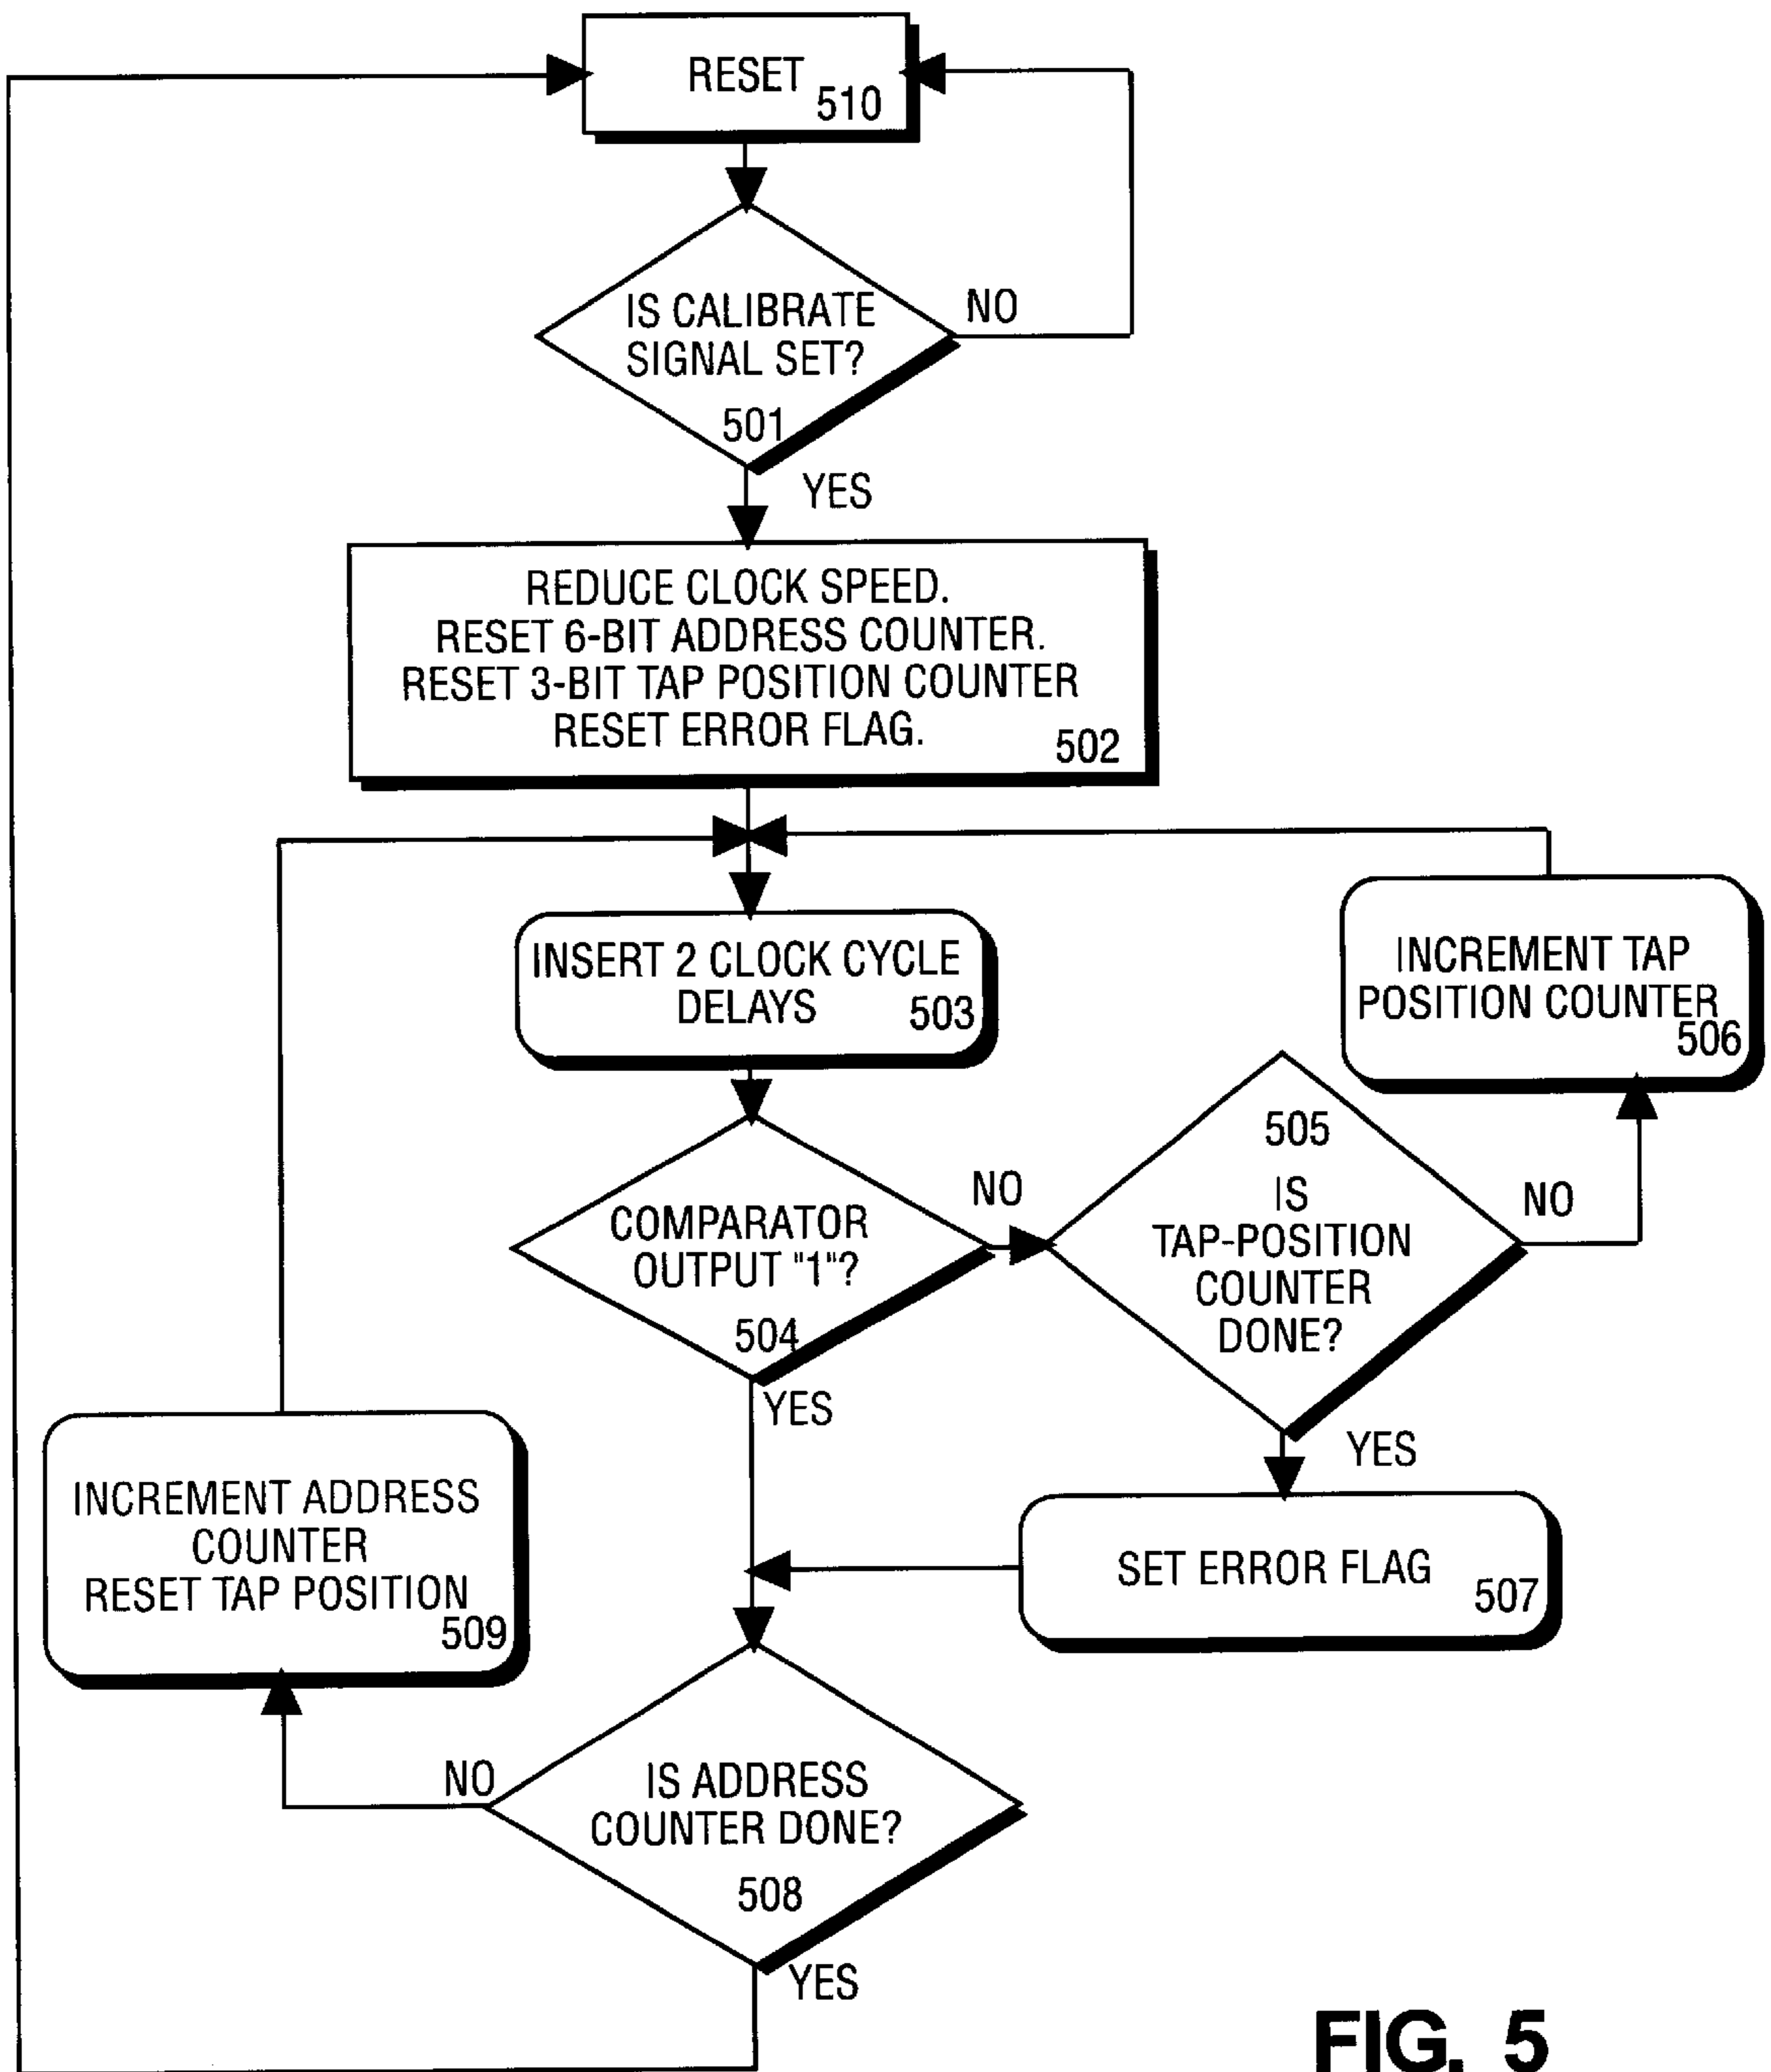 RESET
510
IS CALIBRATE
SIGNAL SET?
501
NO
YES
REDUCE CLOCK SPEED.
RESET 6-BIT ADDRESS COUNTER.
RESET 3-BIT TAP POSITION COUNTER
RESET ERROR FLAG.
502
INSERT 2 CLOCK CYCLE
DELAYS
503
INCREMENT TAP
POSITION COUNTER
506
COMPARATOR
OUTPUT "1"?
504
NO
YES
505
IS
TAP-POSITION
COUNTER
DONE?
NO
YES
SET ERROR FLAG
507
INCREMENT ADDRESS
COUNTER
RESET TAP POSITION
509
NO
IS ADDRESS
COUNTER DONE?
508
YES
FIG. 5